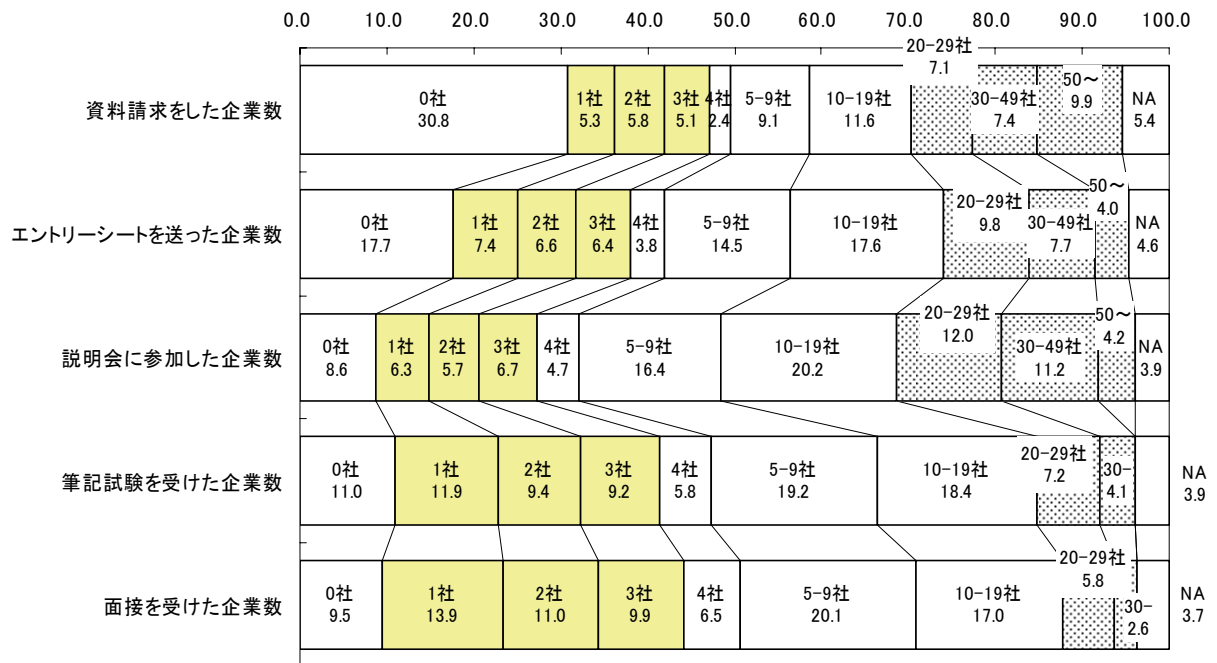 0.0 10.0 20.0 30.0 40.0 50.0 60.0 70.0 80.0 90.0 100.0
資料請求をした企業数
0社 1社 2社 3社 4社 5-9社 10-19社 20-29社 30-49社 50～ NA
30.8 5.3 5.8 5.1 2.4 9.1 11.6 7.1 7.4 9.9 5.4
エントリーシートを送った企業数
0社 1社 2社 3社 4社 5-9社 10-19社 20-29社 30-49社 50～ NA
17.7 7.4 6.6 6.4 3.8 14.5 17.6 9.8 7.7 4.0 4.6
説明会に参加した企業数
0社 1社 2社 3社 4社 5-9社 10-19社 20-29社 30-49社 50～ NA
8.6 6.3 5.7 6.7 4.7 16.4 20.2 12.0 11.2 4.2 3.9
筆記試験を受けた企業数
0社 1社 2社 3社 4社 5-9社 10-19社 20-29社 30- NA
11.0 11.9 9.4 9.2 5.8 19.2 18.4 7.2 4.1 3.9
面接を受けた企業数
0社 1社 2社 3社 4社 5-9社 10-19社 20-29社 30- NA
9.5 13.9 11.0 9.9 6.5 20.1 17.0 5.8 2.6 3.7